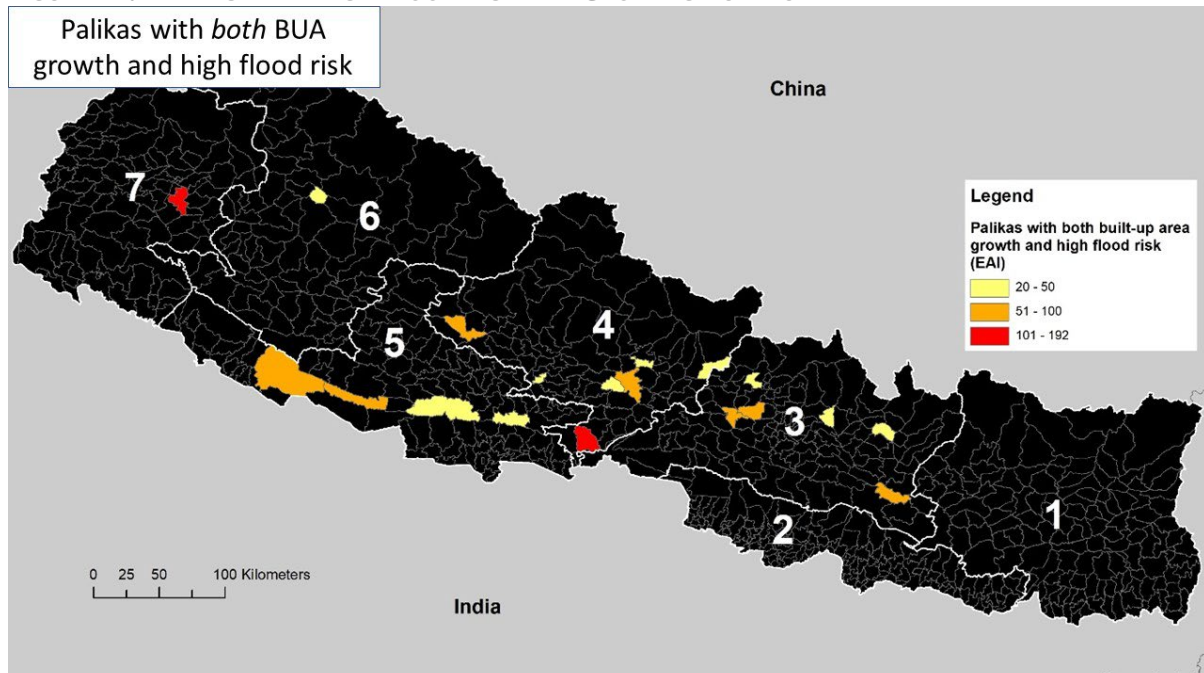 Palikas with both BUA
growth and high flood risk
China
7
6
Legend
Palikas with both built-up area
growth and high flood risk
(EAI)
20 - 50
51 - 100
101 - 192
4
5
3
1
2
0 25 50 100 Kilometers
India